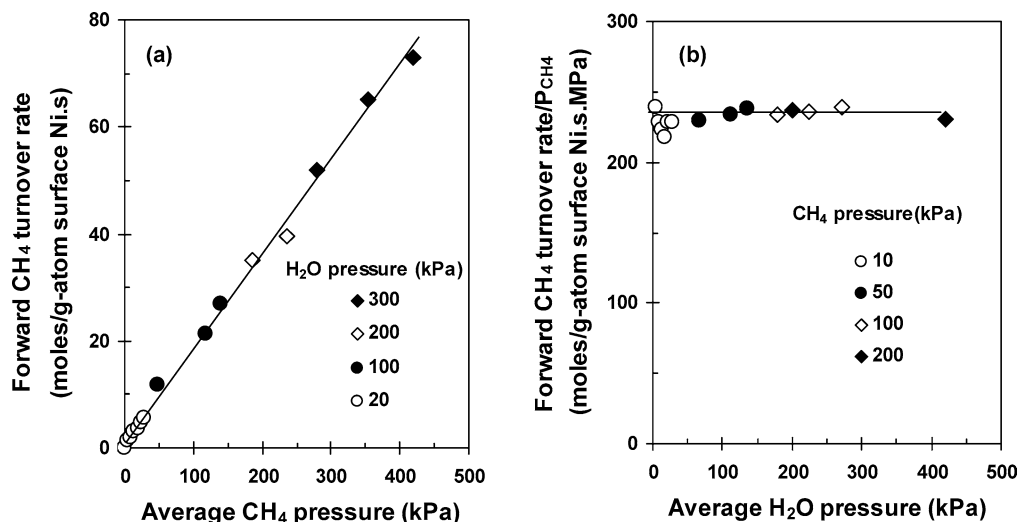 (a)
80
60
40
20
0
0
100
200
300
400
500
Forward CH4 turnover rate
(moles/g-atom surface Ni.s)
Average CH4 pressure (kPa)
H2O pressure (kPa)
300
200
100
20
(b)
300
200
100
0
0
100
200
300
400
500
Forward CH4 turnover rate/PCH4
(moles/g-atom surface Ni.s.MPa)
Average H2O pressure (kPa)
CH4 pressure(kPa)
10
50
100
200